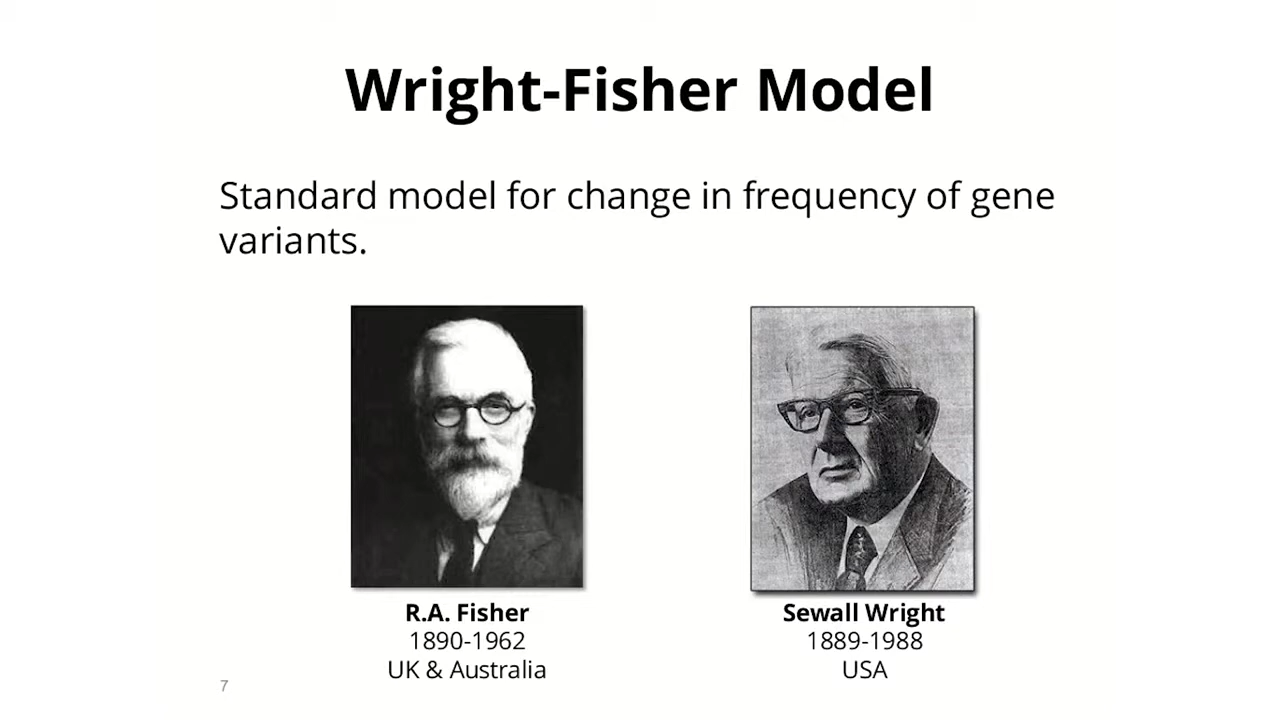 Wright-Fisher Model
Standard model for change in frequency of gene
variants.
R.A. Fisher
1890-1962
UK & Australia
Sewall Wright
1889-1988
USA
7